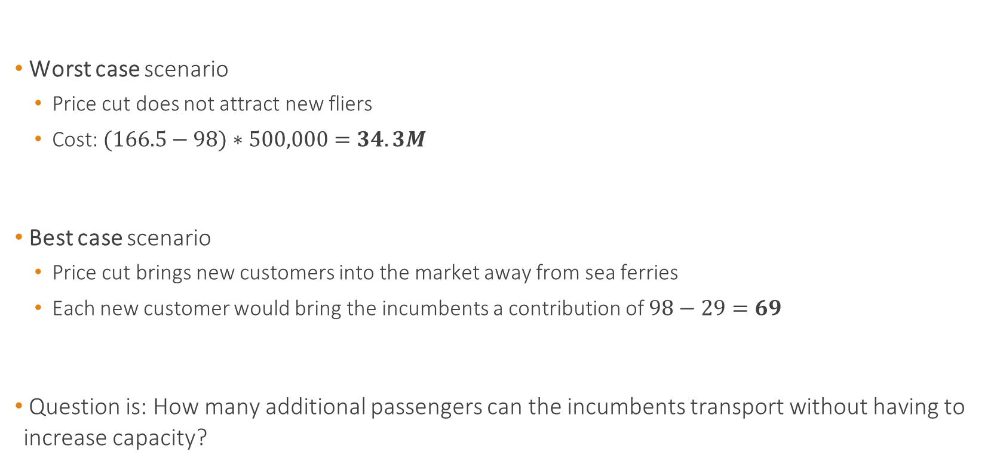 • Worst case scenario
• Price cut does not attract new fliers
• Cost: (166.5 – 98) ∗ 500,000 = 34.3M
• Best case scenario
• Price cut brings new customers into the market away from sea ferries
• Each new customer would bring the incumbents a contribution of 98 – 29 = 69
• Question is: How many additional passengers can the incumbents transport without having to
increase capacity?